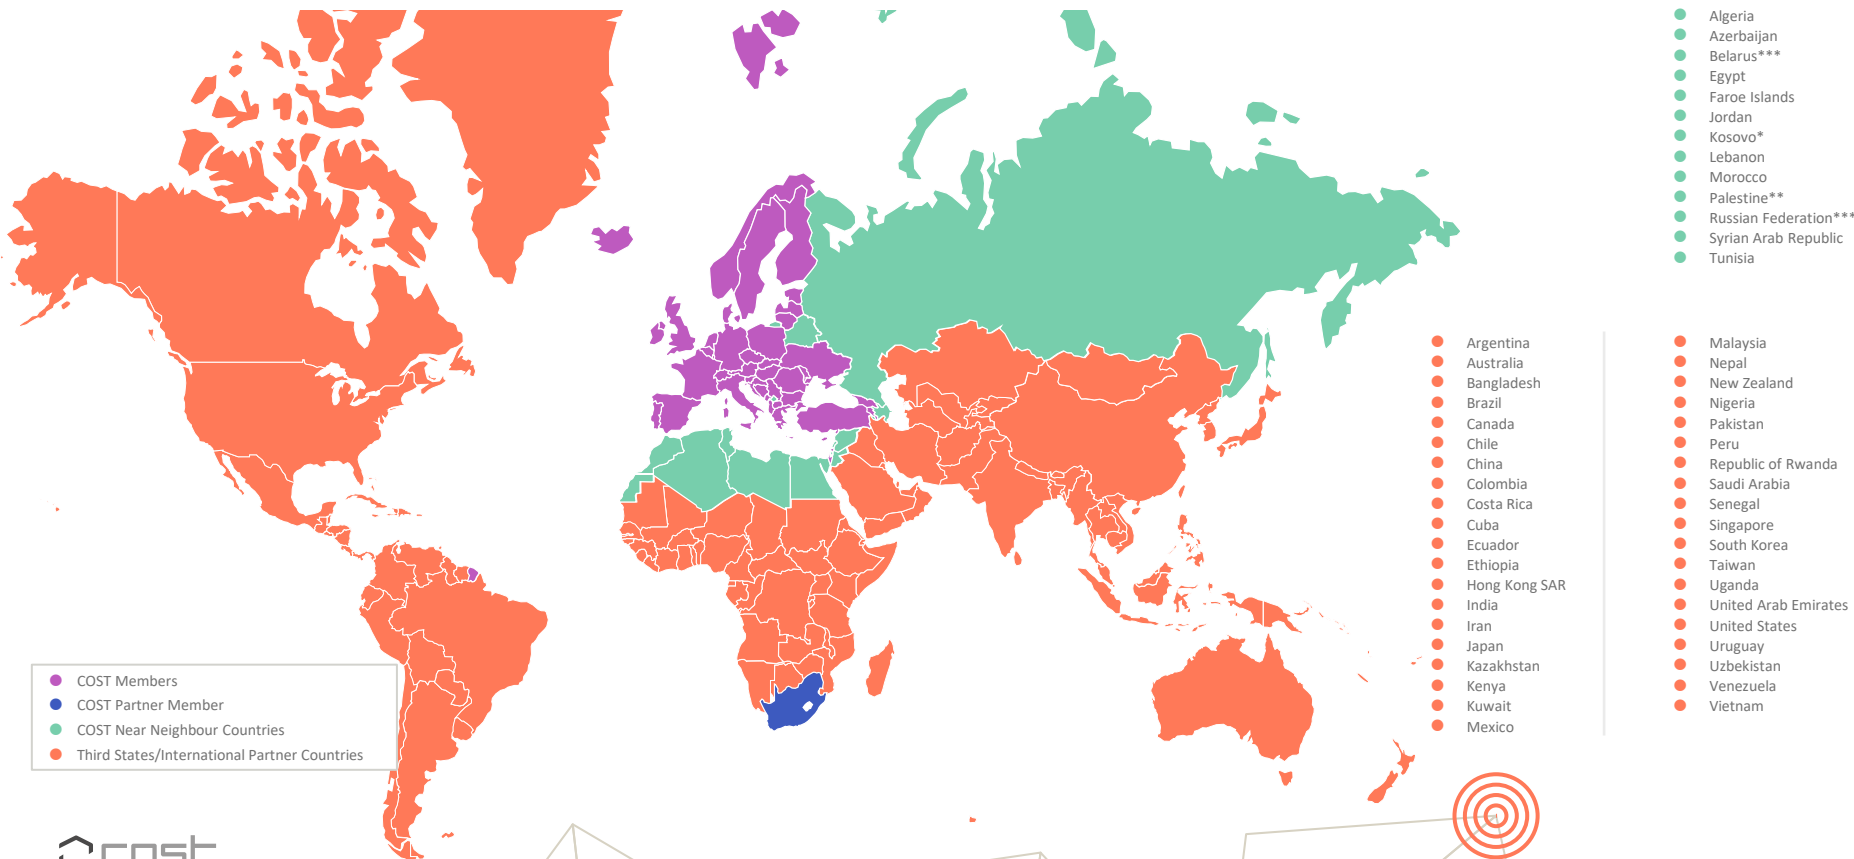 Algeria
Azerbaijan
Belarus***
Egypt
Faroe Islands
Jordan
Kosovo*
Lebanon
Morocco
Palestine**
Russian Federation***
Syrian Arab Republic
Tunisia
Argentina
Australia
Bangladesh
Brazil
Canada
Chile
China
Colombia
Costa Rica
Cuba
Ecuador
Ethiopia
Hong Kong SAR
India
Iran
Japan
Kazakhstan
Kenya
Kuwait
Mexico
Malaysia
Nepal
New Zealand
Nigeria
Pakistan
Peru
Republic of Rwanda
Saudi Arabia
Senegal
Singapore
South Korea
Taiwan
Uganda
United Arab Emirates
United States
Uruguay
Uzbekistan
Venezuela
Vietnam
COST Members
COST Partner Member
COST Near Neighbour Countries
Third States/International Partner Countries
cost